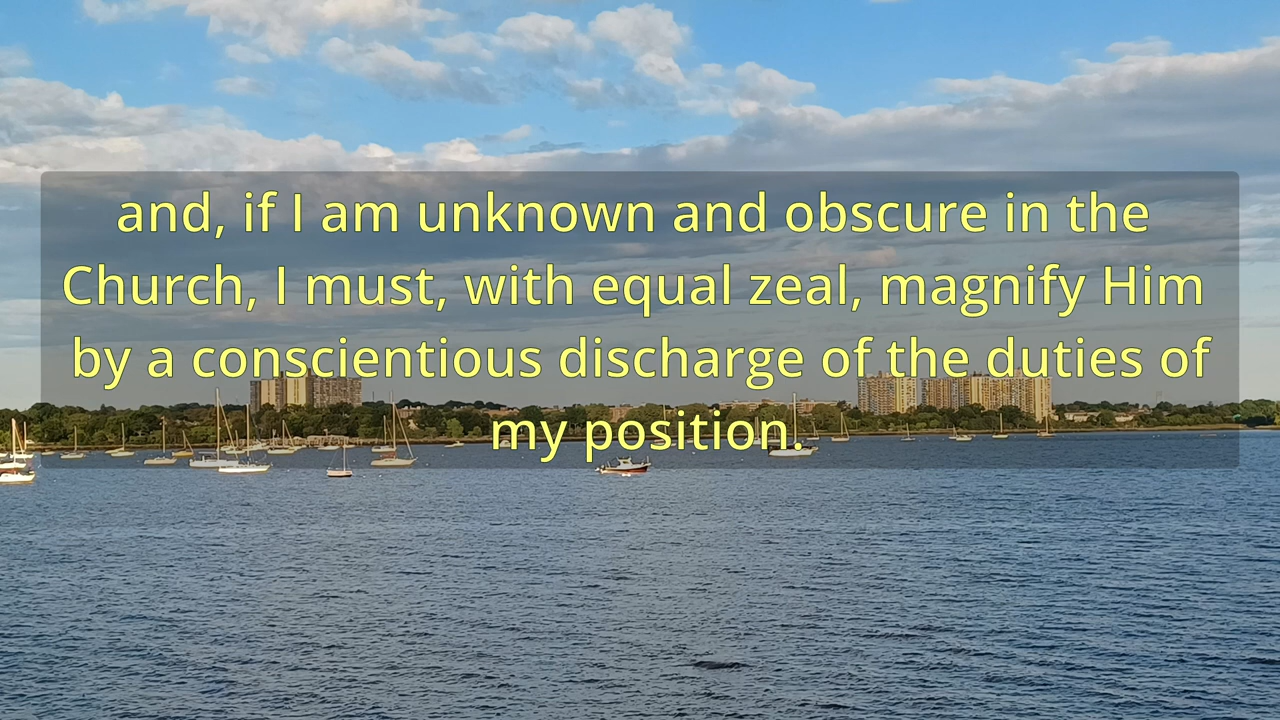 and, if I am unknown and obscure in the
Church, I must, with equal zeal, magnify Him
by a conscientious discharge of the duties of
my position.